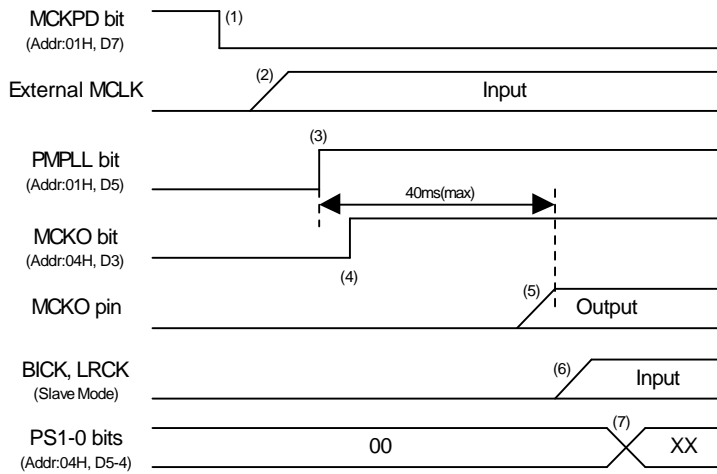 MCKPD bit
(Addr:01H, D7)
(1)
External MCLK
(2)
Input
(3)
PMPLL bit
(Addr:01H, D5)
40ms(max)
MCKO bit
(Addr:04H, D3)
(4)
MCKO pin
(5)
Output
BICK, LRCK
(Slave Mode)
(6)
Input
PS1-0 bits
(Addr:04H, D5-4)
00
(7)
XX